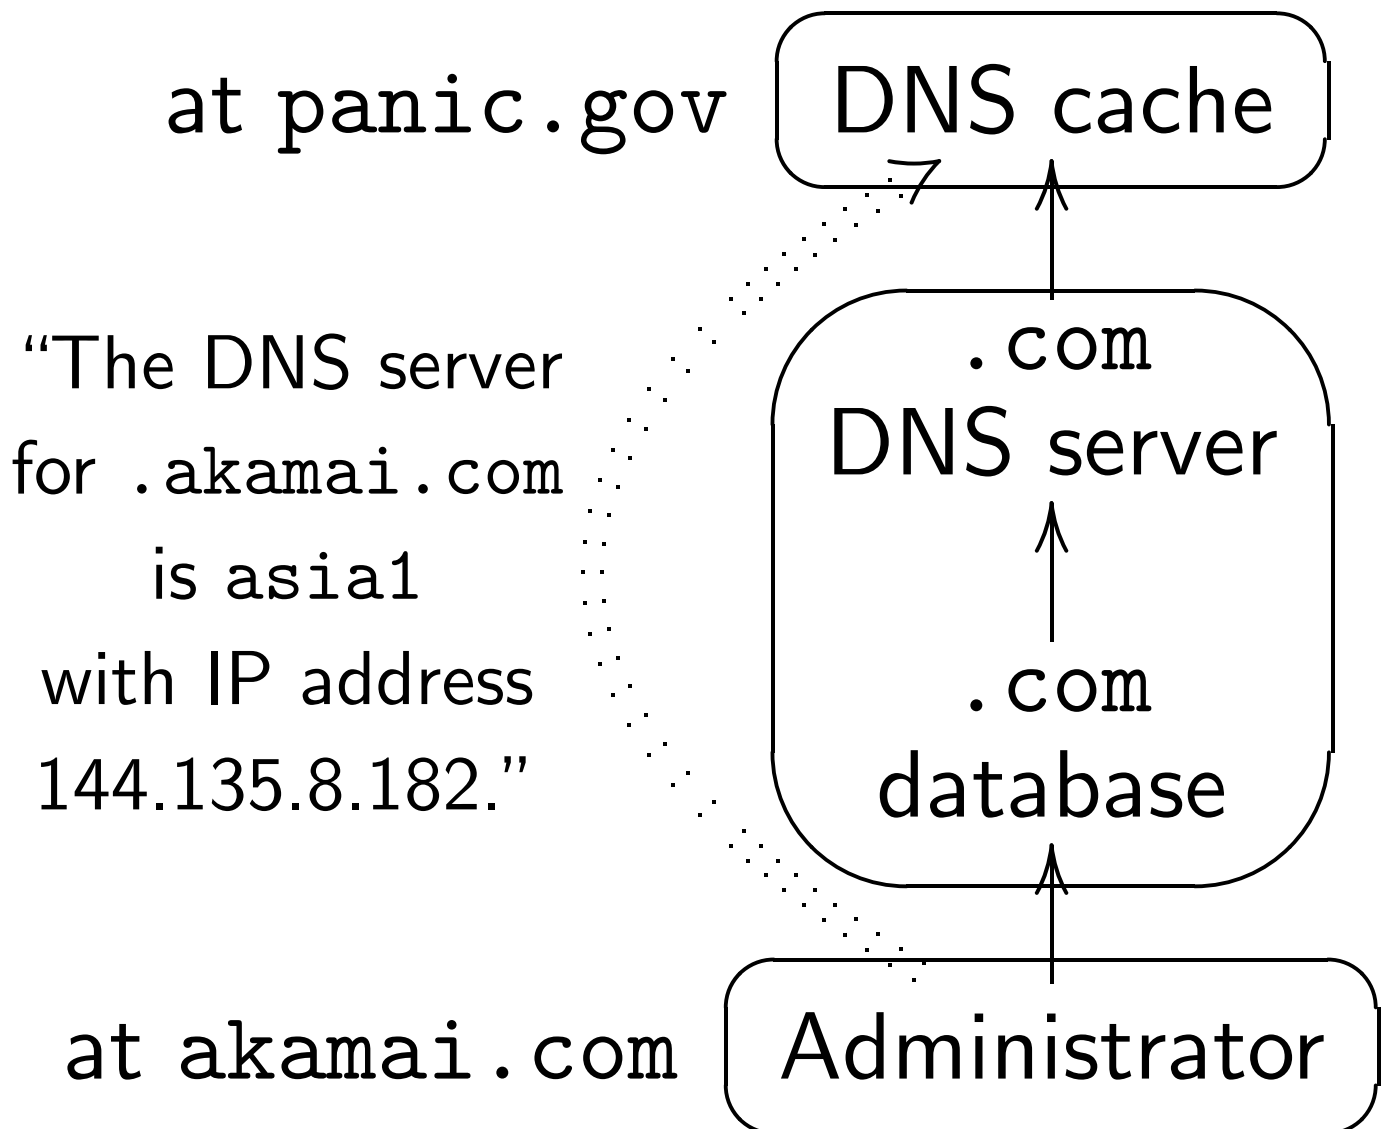 at panic.gov DNS cache
“The DNS server
for .akamai.com
is asia1
with IP address
144.135.8.182.”
.com
DNS server
.com
database
at akamai.com Administrator